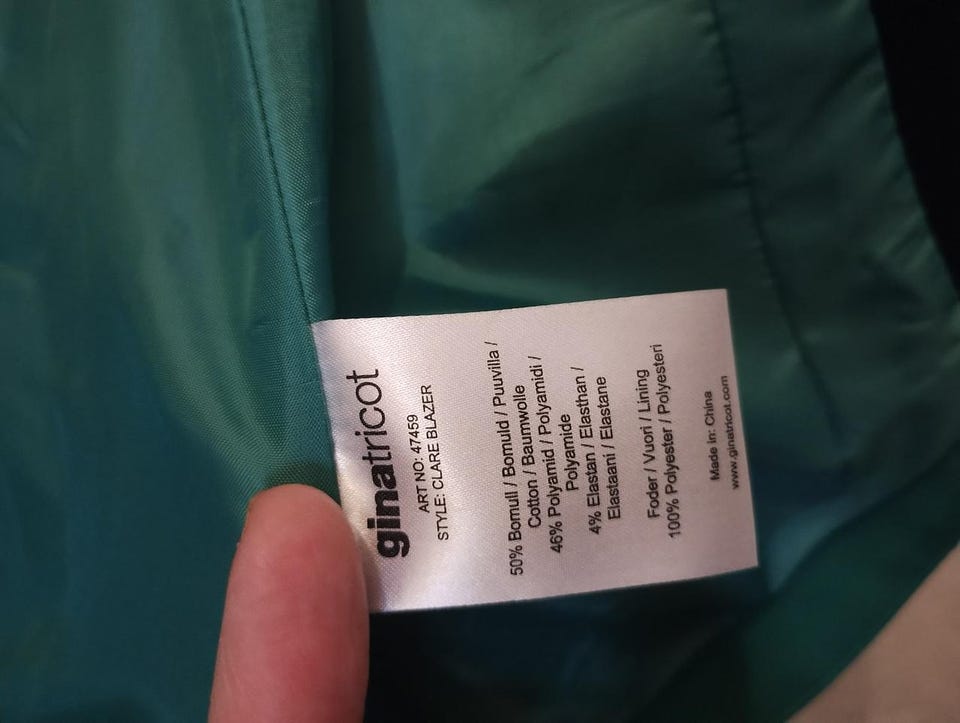 ginatricot
ART NO: 47459
STYLE: CLARE BLAZER
50% Bomull / Bomuld / Puuvilla /
Cotton / Baumwolle
46% Polyamid / Polyamidi /
Polyamide
4% Elastan / Elasthan /
Elastani / Elastane
Foder / Vuori / Lining
100% Polyester / Polyesteri
Made in: China
www.ginatricot.com